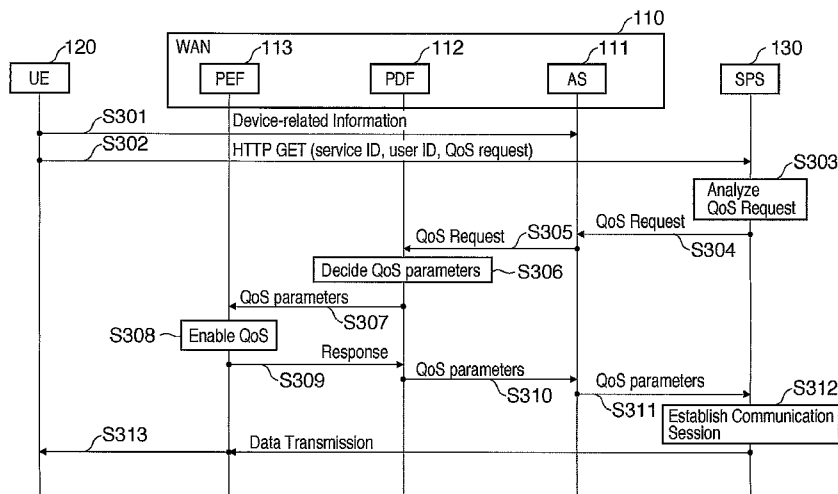 110
120
WAN
113
112
111
130
UE
PEF
PDF
AS
SPS
S301
Device-related Information
S302
HTTP GET (service ID, user ID, QoS request)
S303
Analyze
QoS Request
S305
QoS Request
QoS Request
S304
Decide QoS parameters
S306
QoS parameters
S307
S308
Enable QoS
Response
S309
QoS parameters
S310
QoS parameters
S311
S312
Establish Communication
Session
S313
Data Transmission